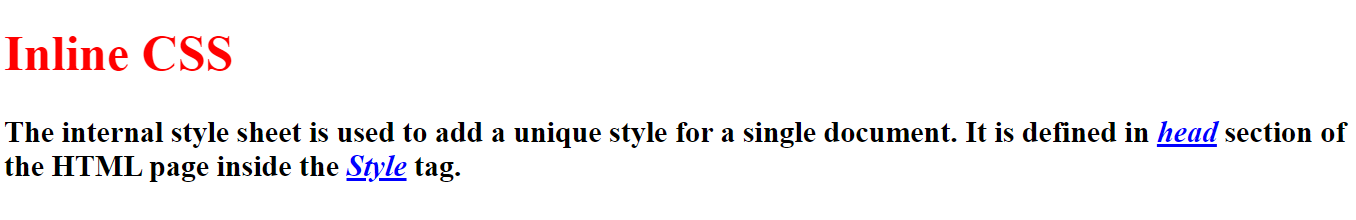 Inline CSS
The internal style sheet is used to add a unique style for a single document. It is defined in head section of
the HTML page inside the Style tag.